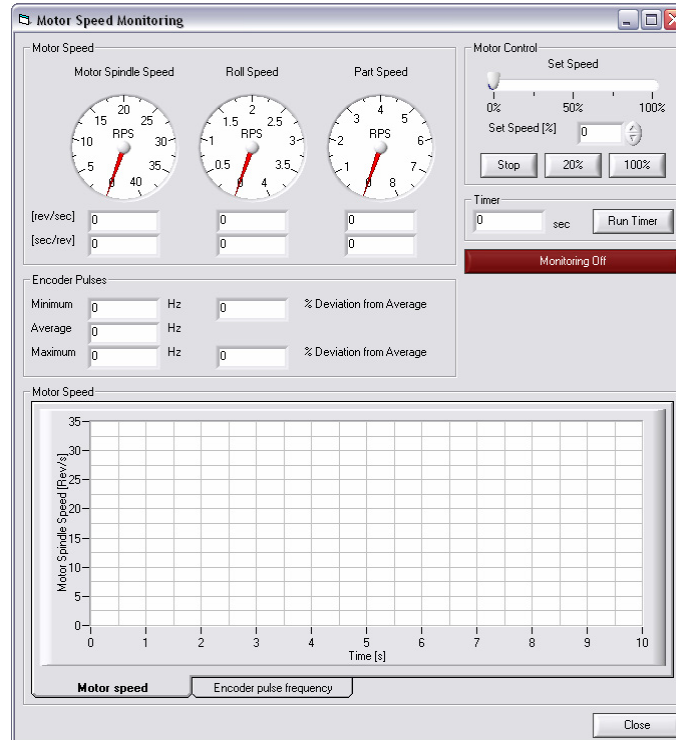 Motor Speed Monitoring
Motor Speed
Motor Spindle Speed
Roll Speed
Part Speed
0 5 10 15 20 25 30 35 40
RPS
0 0.5 1 1.5 2 2.5 3 3.5 4
RPS
0 1 2 3 4 5 6 7 8
RPS
[rev/sec] 0 0 0
[sec/rev] 0 0 0
Motor Control
Set Speed
0% 50% 100%
Set Speed [%] 0
Stop 20% 100%
Timer
0 sec Run Timer
Monitoring Off
Encoder Pulses
Minimum 0 Hz 0 % Deviation from Average
Average 0 Hz
Maximum 0 Hz 0 % Deviation from Average
Motor Speed
Motor Spindle Speed [Rev/s]
35
30
25
20
15
10
5
0
0 1 2 3 4 5 6 7 8 9 10
Time [s]
Motor speed Encoder pulse frequency
Close